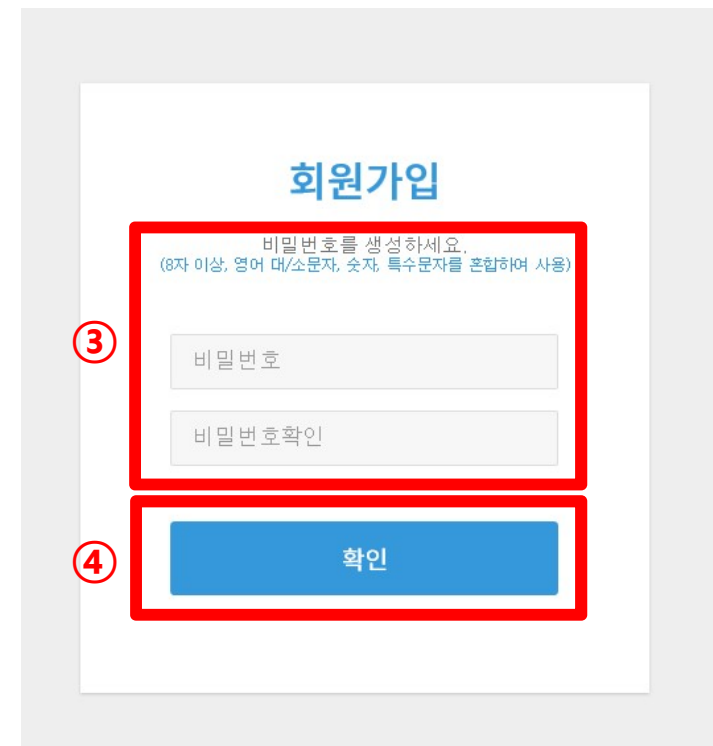 회원가입
비밀번호를 생성하세요.
(8자 이상, 영어 대/소문자, 숫자, 특수문자를 혼합하여 사용)
③
비밀번호
비밀번호확인
④
확인